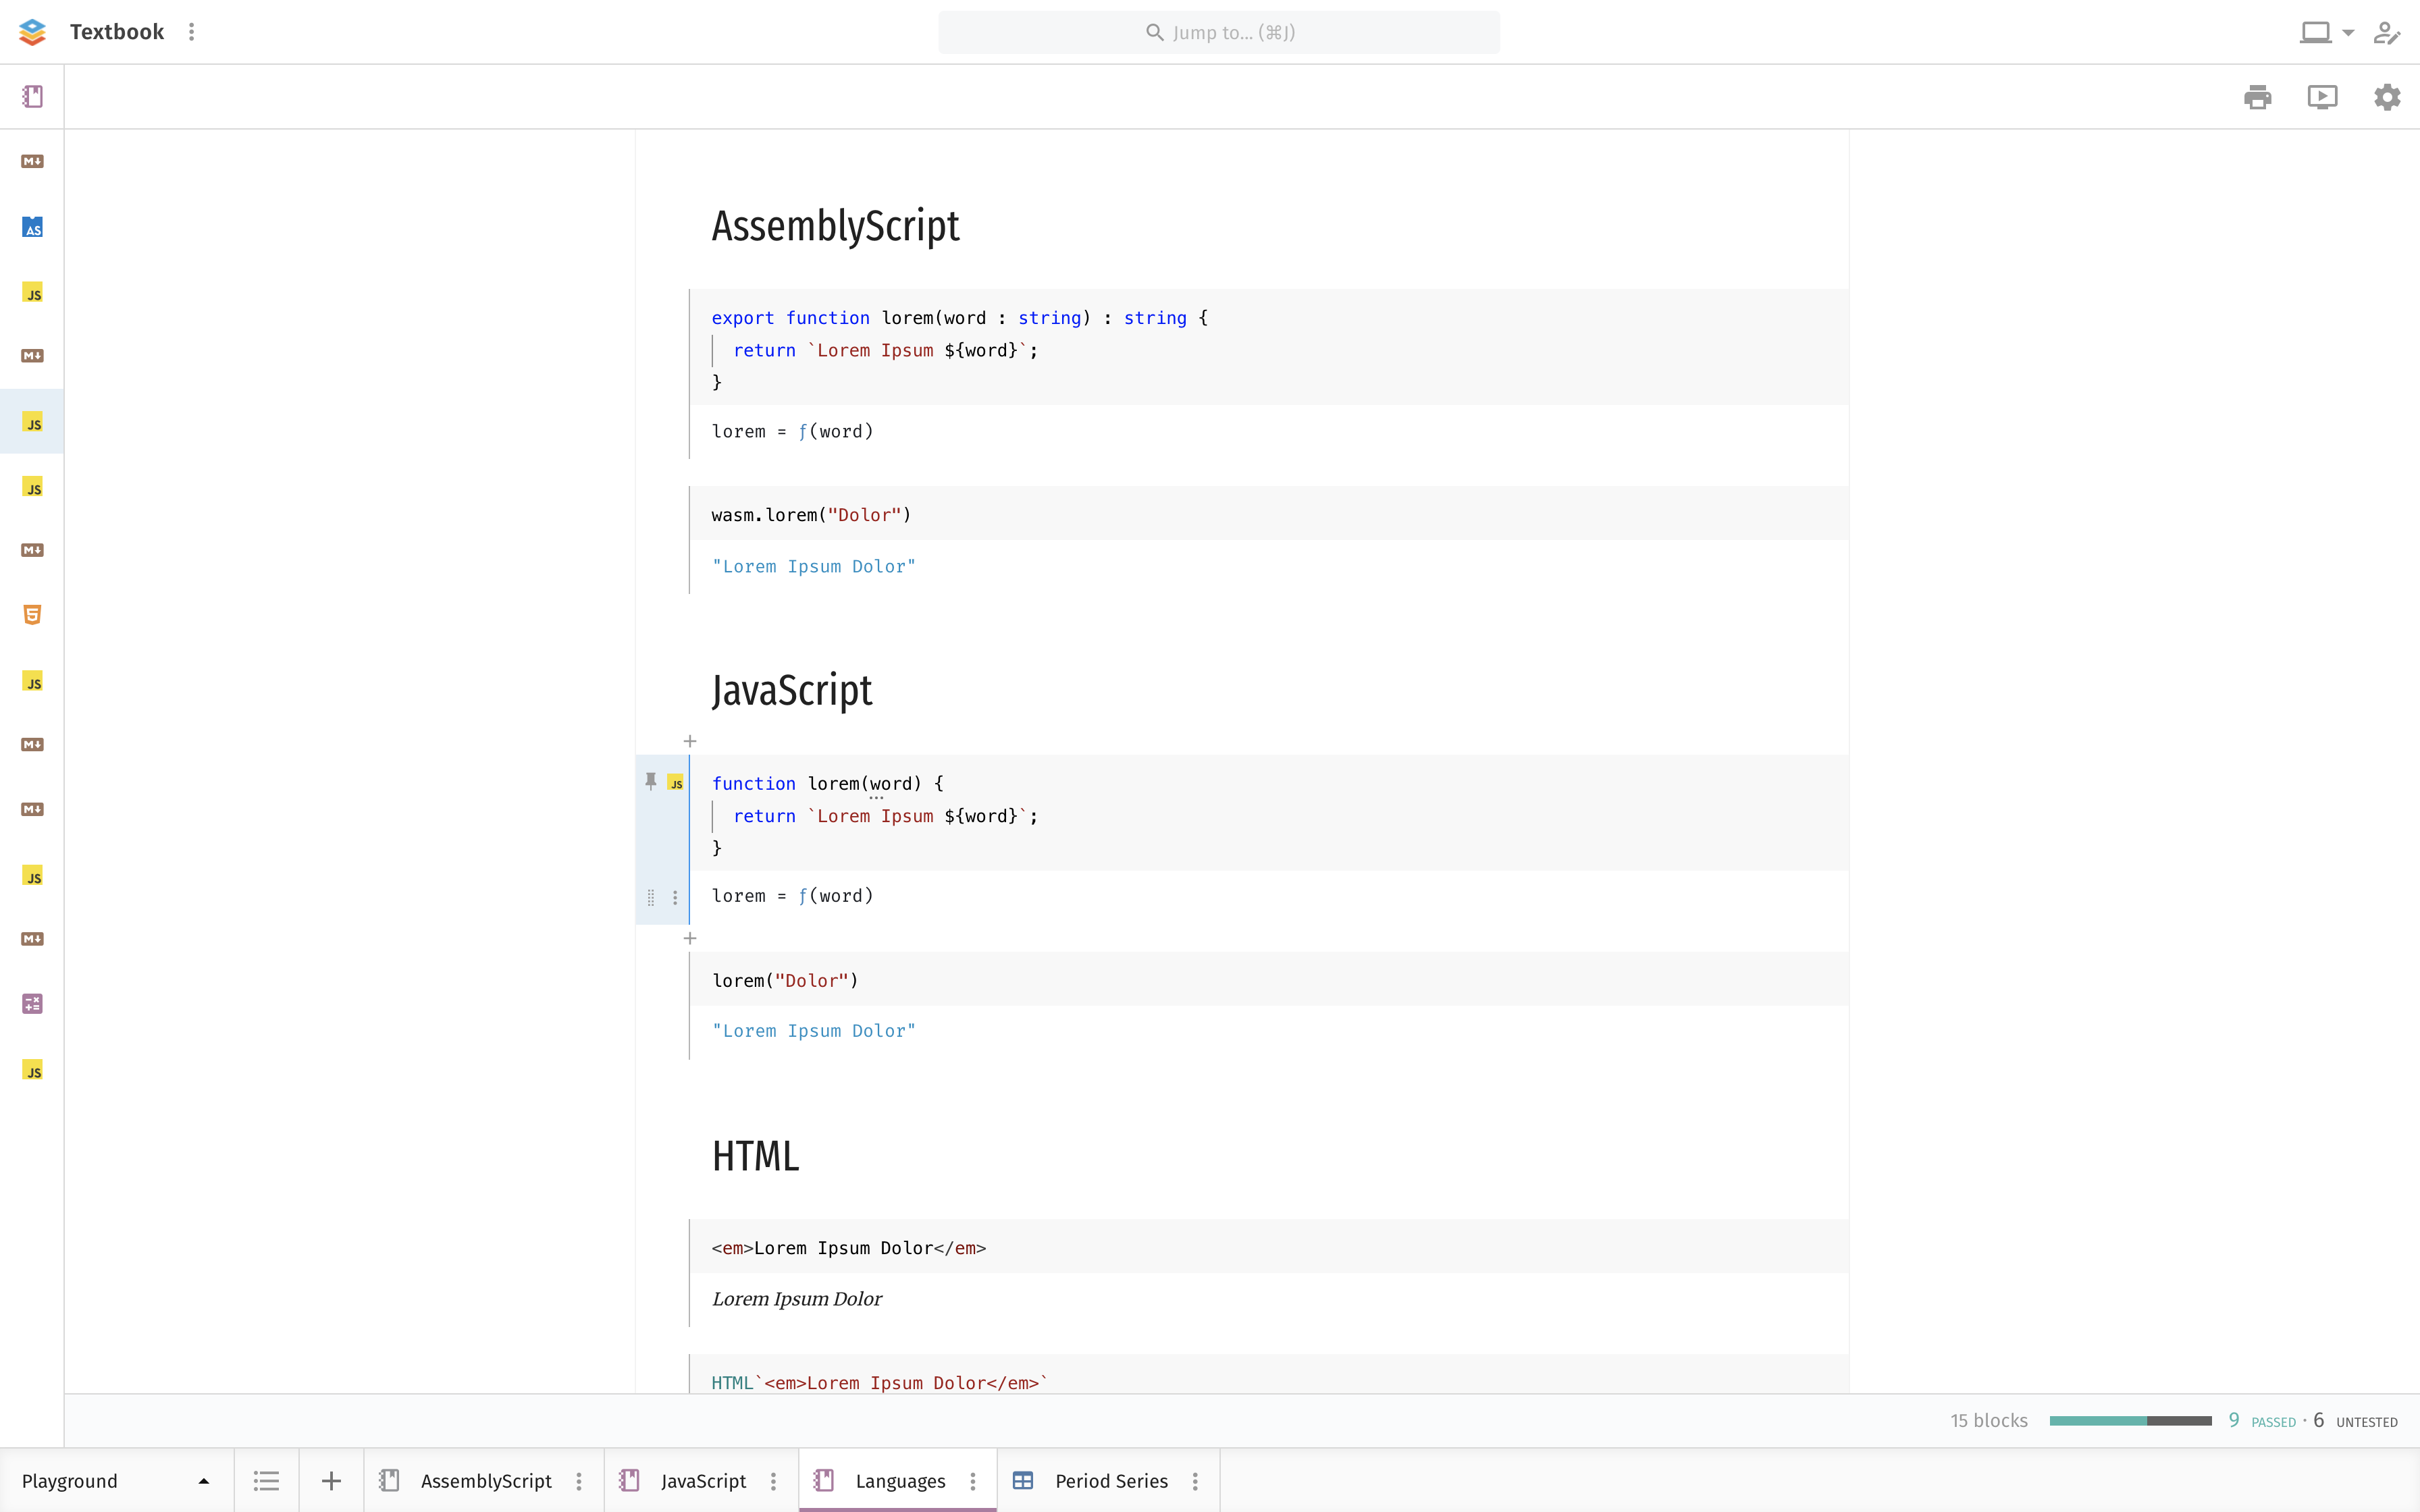 Textbook
Jump to... (⌘J)
AssemblyScript
export function lorem(word : string) : string {
return `Lorem Ipsum ${word}`;
}
lorem = ƒ(word)
wasm.lorem("Dolor")
"Lorem Ipsum Dolor"
JavaScript
function lorem(word) {
return `Lorem Ipsum ${word}`;
}
lorem = ƒ(word)
lorem("Dolor")
"Lorem Ipsum Dolor"
HTML
<em>Lorem Ipsum Dolor</em>
Lorem Ipsum Dolor
HTML`<em>Lorem Ipsum Dolor</em>`
M↓
AS
JS
M↓
JS
JS
M↓
5
JS
M↓
M↓
JS
M↓
JS
JS
15 blocks 9 PASSED · 6 UNTESTED
Playground AssemblyScript JavaScript Languages Period Series